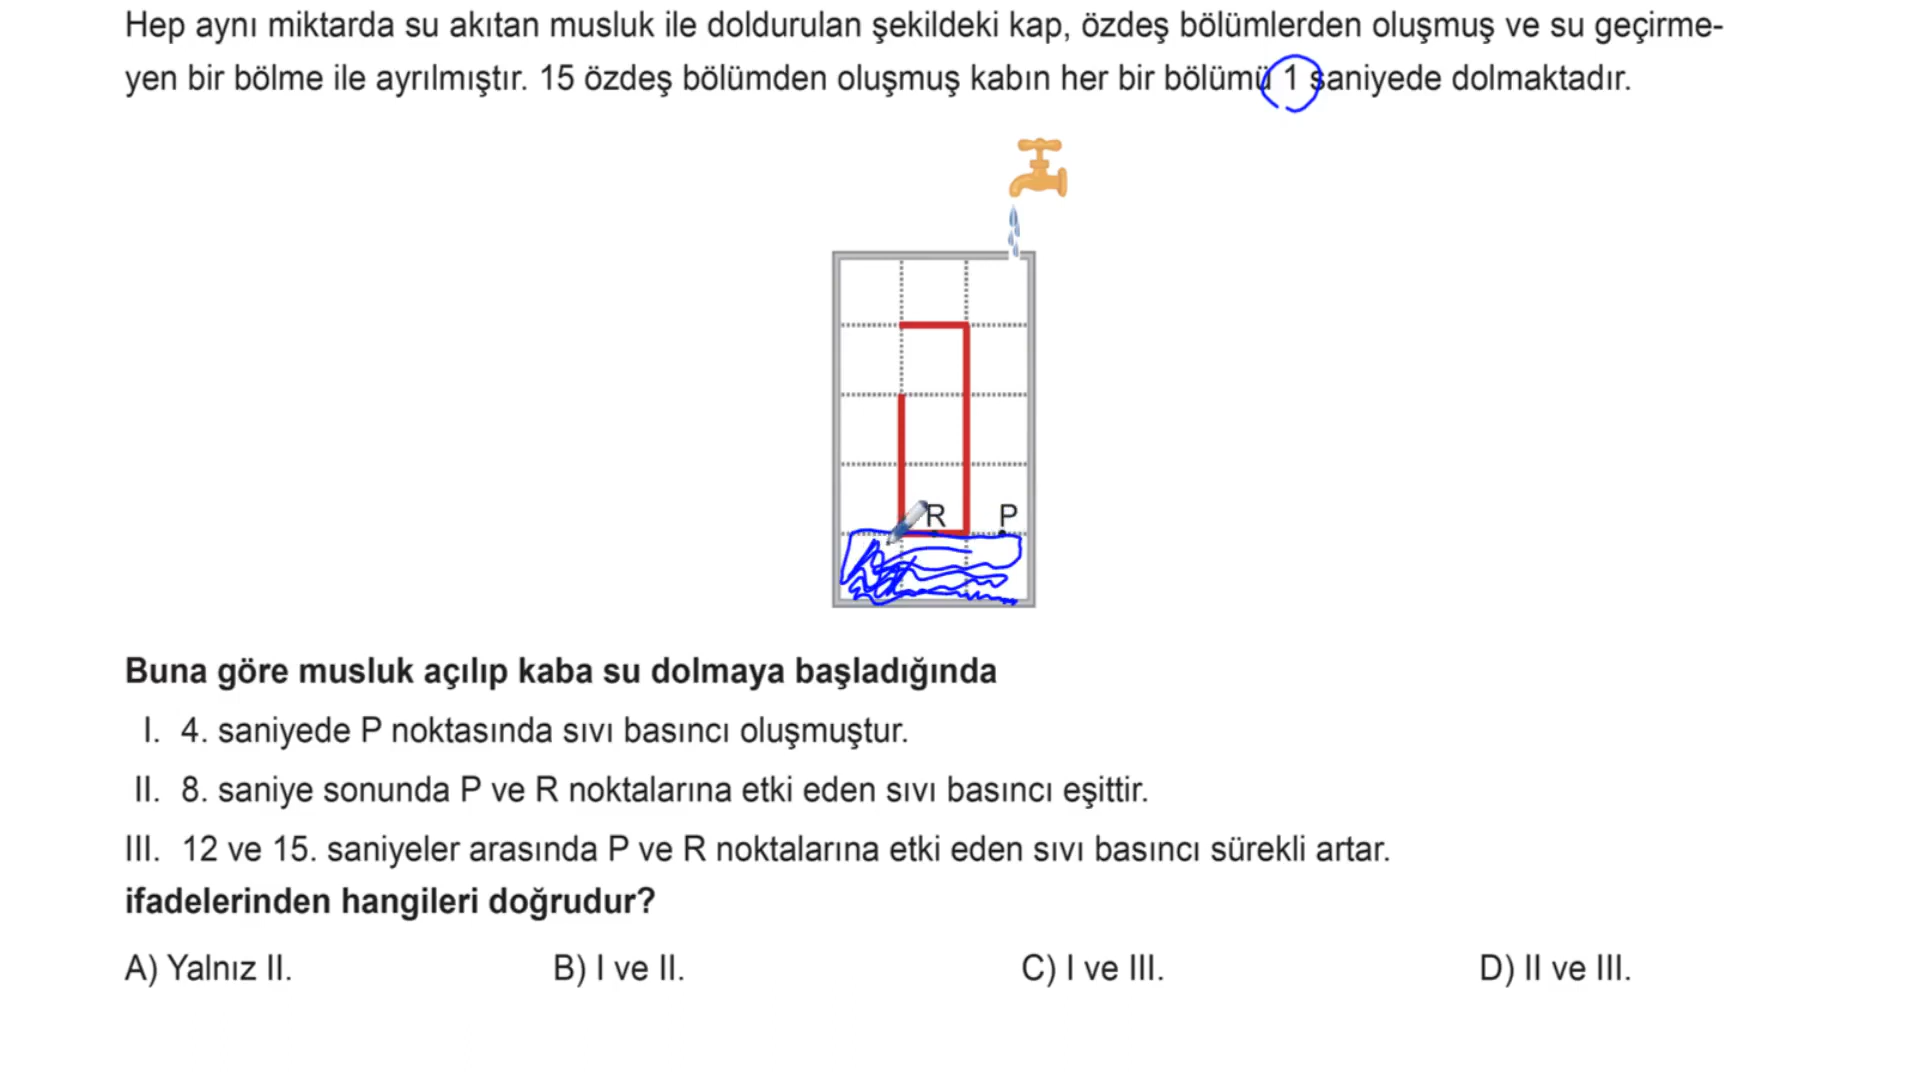 Hep aynı miktarda su akıtan musluk ile doldurulan şekildeki kap, özdeş bölümlerden oluşmuş ve su geçirme-
yen bir bölme ile ayrılmıştır. 15 özdeş bölümden oluşmuş kabın her bir bölümü 1 saniyede dolmaktadır.
R P
Buna göre musluk açılıp kaba su dolmaya başladığında
I. 4. saniyede P noktasında sıvı basıncı oluşmuştur.
II. 8. saniye sonunda P ve R noktalarına etki eden sıvı basıncı eşittir.
III. 12 ve 15. saniyeler arasında P ve R noktalarına etki eden sıvı basıncı sürekli artar.
ifadelerinden hangileri doğrudur?
A) Yalnız II. B) I ve II. C) I ve III. D) II ve III.